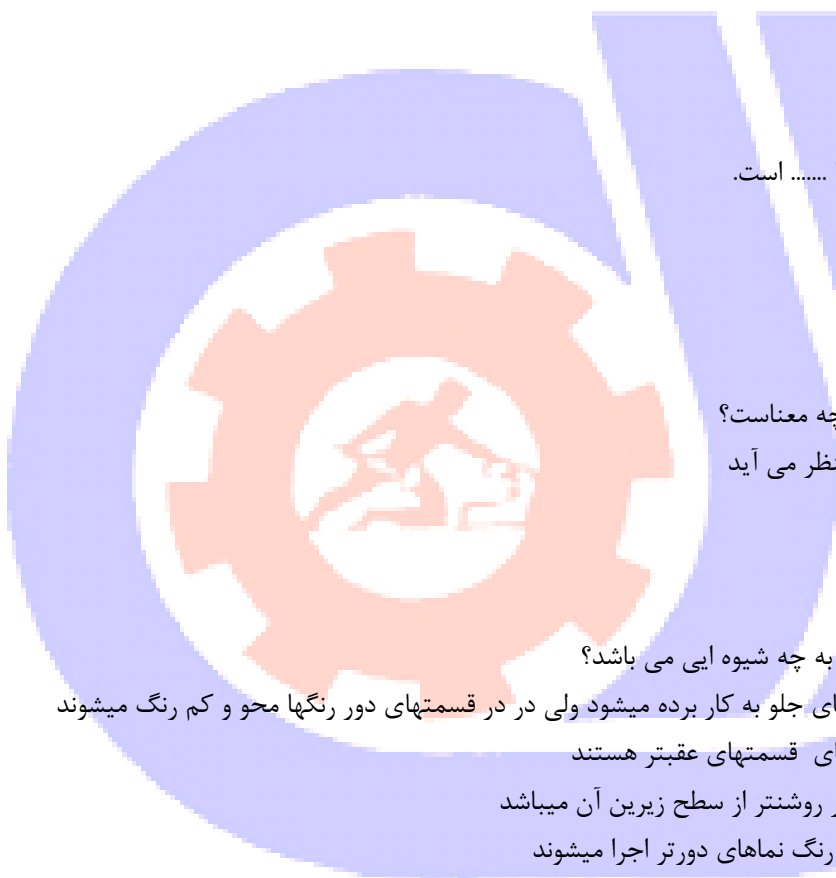 ....... است.
چه معناست؟
نظر می آید
به چه شیوه ایی می باشد؟
ای جلو به کار برده میشود ولی در در قسمتهای دور رنگها محو و کم رنگ میشوند
ای قسمتهای عقبتر هستند
ر روشنتر از سطح زیرین آن میباشد
رنگ نماهای دورتر اجرا میشوند